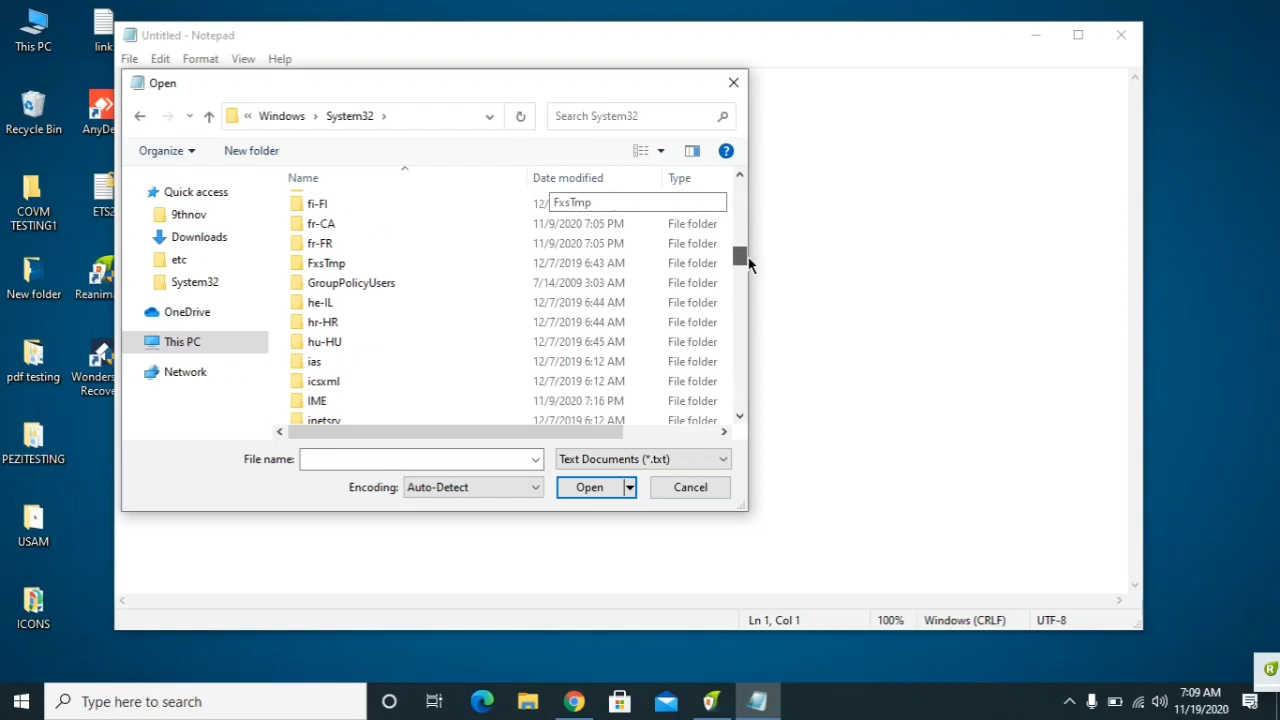 This PC
link
Recycle Bin
AnyDe
COVM
TESTING1
ETS2
New folder
Reanim
pdf testing
Wonders
Recove
PEZITESTING
USAM
ICONS
Untitled - Notepad
File Edit Format View Help
Open
« Windows › System32 ›
Search System32
Organize
New folder
Quick access
9thnov
Downloads
etc
System32
OneDrive
This PC
Network
Name Date modified Type
fi-FI 12/
FxsTmp
fr-CA 11/9/2020 7:05 PM File folder
fr-FR 11/9/2020 7:05 PM File folder
FxsTmp 12/7/2019 6:43 AM File folder
GroupPolicyUsers 7/14/2009 3:03 AM File folder
he-IL 12/7/2019 6:44 AM File folder
hr-HR 12/7/2019 6:44 AM File folder
hu-HU 12/7/2019 6:45 AM File folder
ias 12/7/2019 6:12 AM File folder
icsxml 12/7/2019 6:12 AM File folder
IME 11/9/2020 7:16 PM File folder
inetsrv 12/7/2019 6:12 AM File folder
File name:
Text Documents (*.txt)
Encoding: Auto-Detect
Open
Cancel
Ln 1, Col 1 100% Windows (CRLF) UTF-8
Type here to search
7:09 AM
11/19/2020